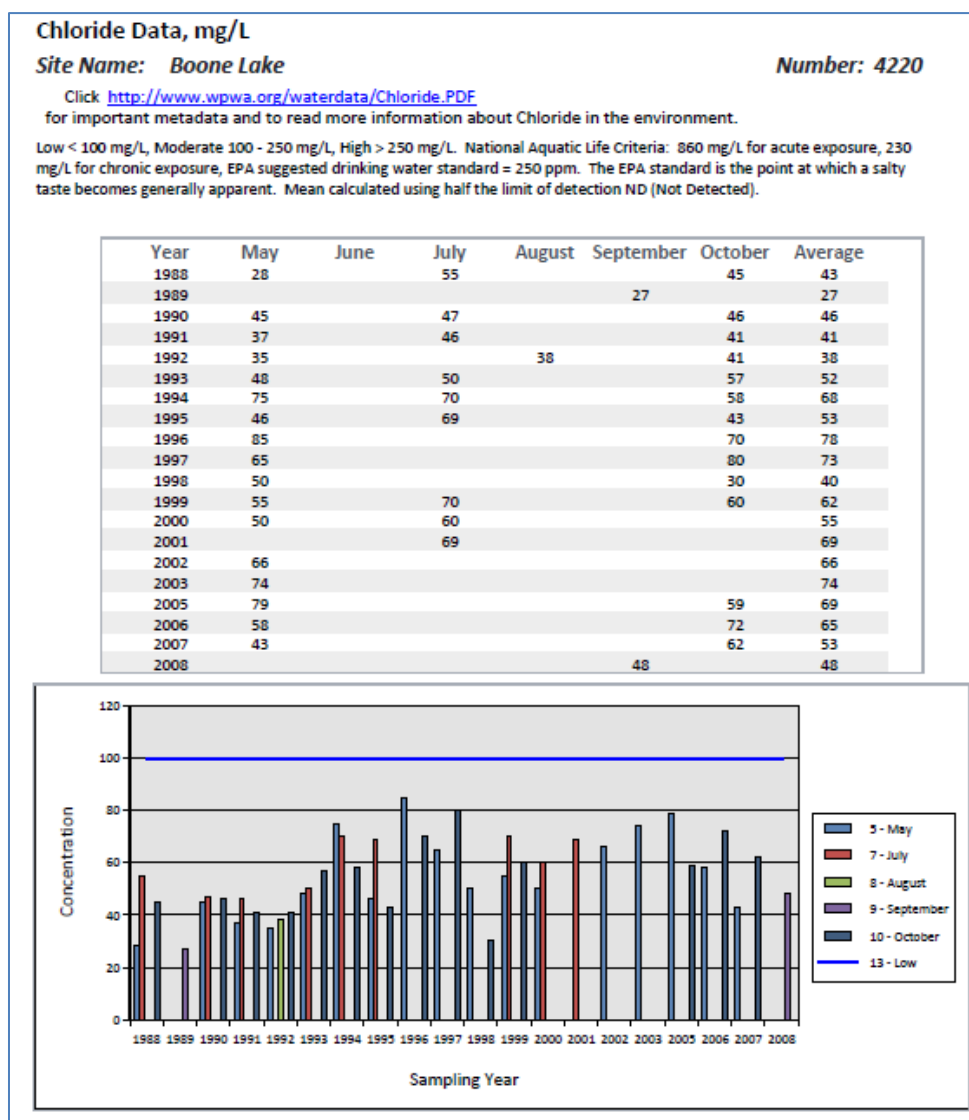 Chloride Data, mg/L
Site Name: Boone Lake Number: 4220
Click http://www.wpwa.org/waterdata/Chloride.PDF
for important metadata and to read more information about Chloride in the environment.
Low < 100 mg/L, Moderate 100 - 250 mg/L, High > 250 mg/L. National Aquatic Life Criteria: 860 mg/L for acute exposure, 230
mg/L for chronic exposure, EPA suggested drinking water standard = 250 ppm. The EPA standard is the point at which a salty
taste becomes generally apparent. Mean calculated using half the limit of detection ND (Not Detected).
Year May June July August September October Average
1988 28 55 45 43
1989 27 27
1990 45 47 46 46
1991 37 46 41 41
1992 35 38 41 38
1993 48 50 57 52
1994 75 70 58 68
1995 46 69 43 53
1996 85 70 78
1997 65 80 73
1998 50 30 40
1999 55 70 60 62
2000 50 60 55
2001 69 69
2002 66 66
2003 74 74
2005 79 59 69
2006 58 72 65
2007 43 62 53
2008 48 48
120
100
80
60
40
20
0
Concentration
1988 1989 1990 1991 1992 1993 1994 1995 1996 1997 1998 1999 2000 2001 2002 2003 2005 2006 2007 2008
Sampling Year
5 - May
7 - July
8 - August
9 - September
10 - October
13 - Low